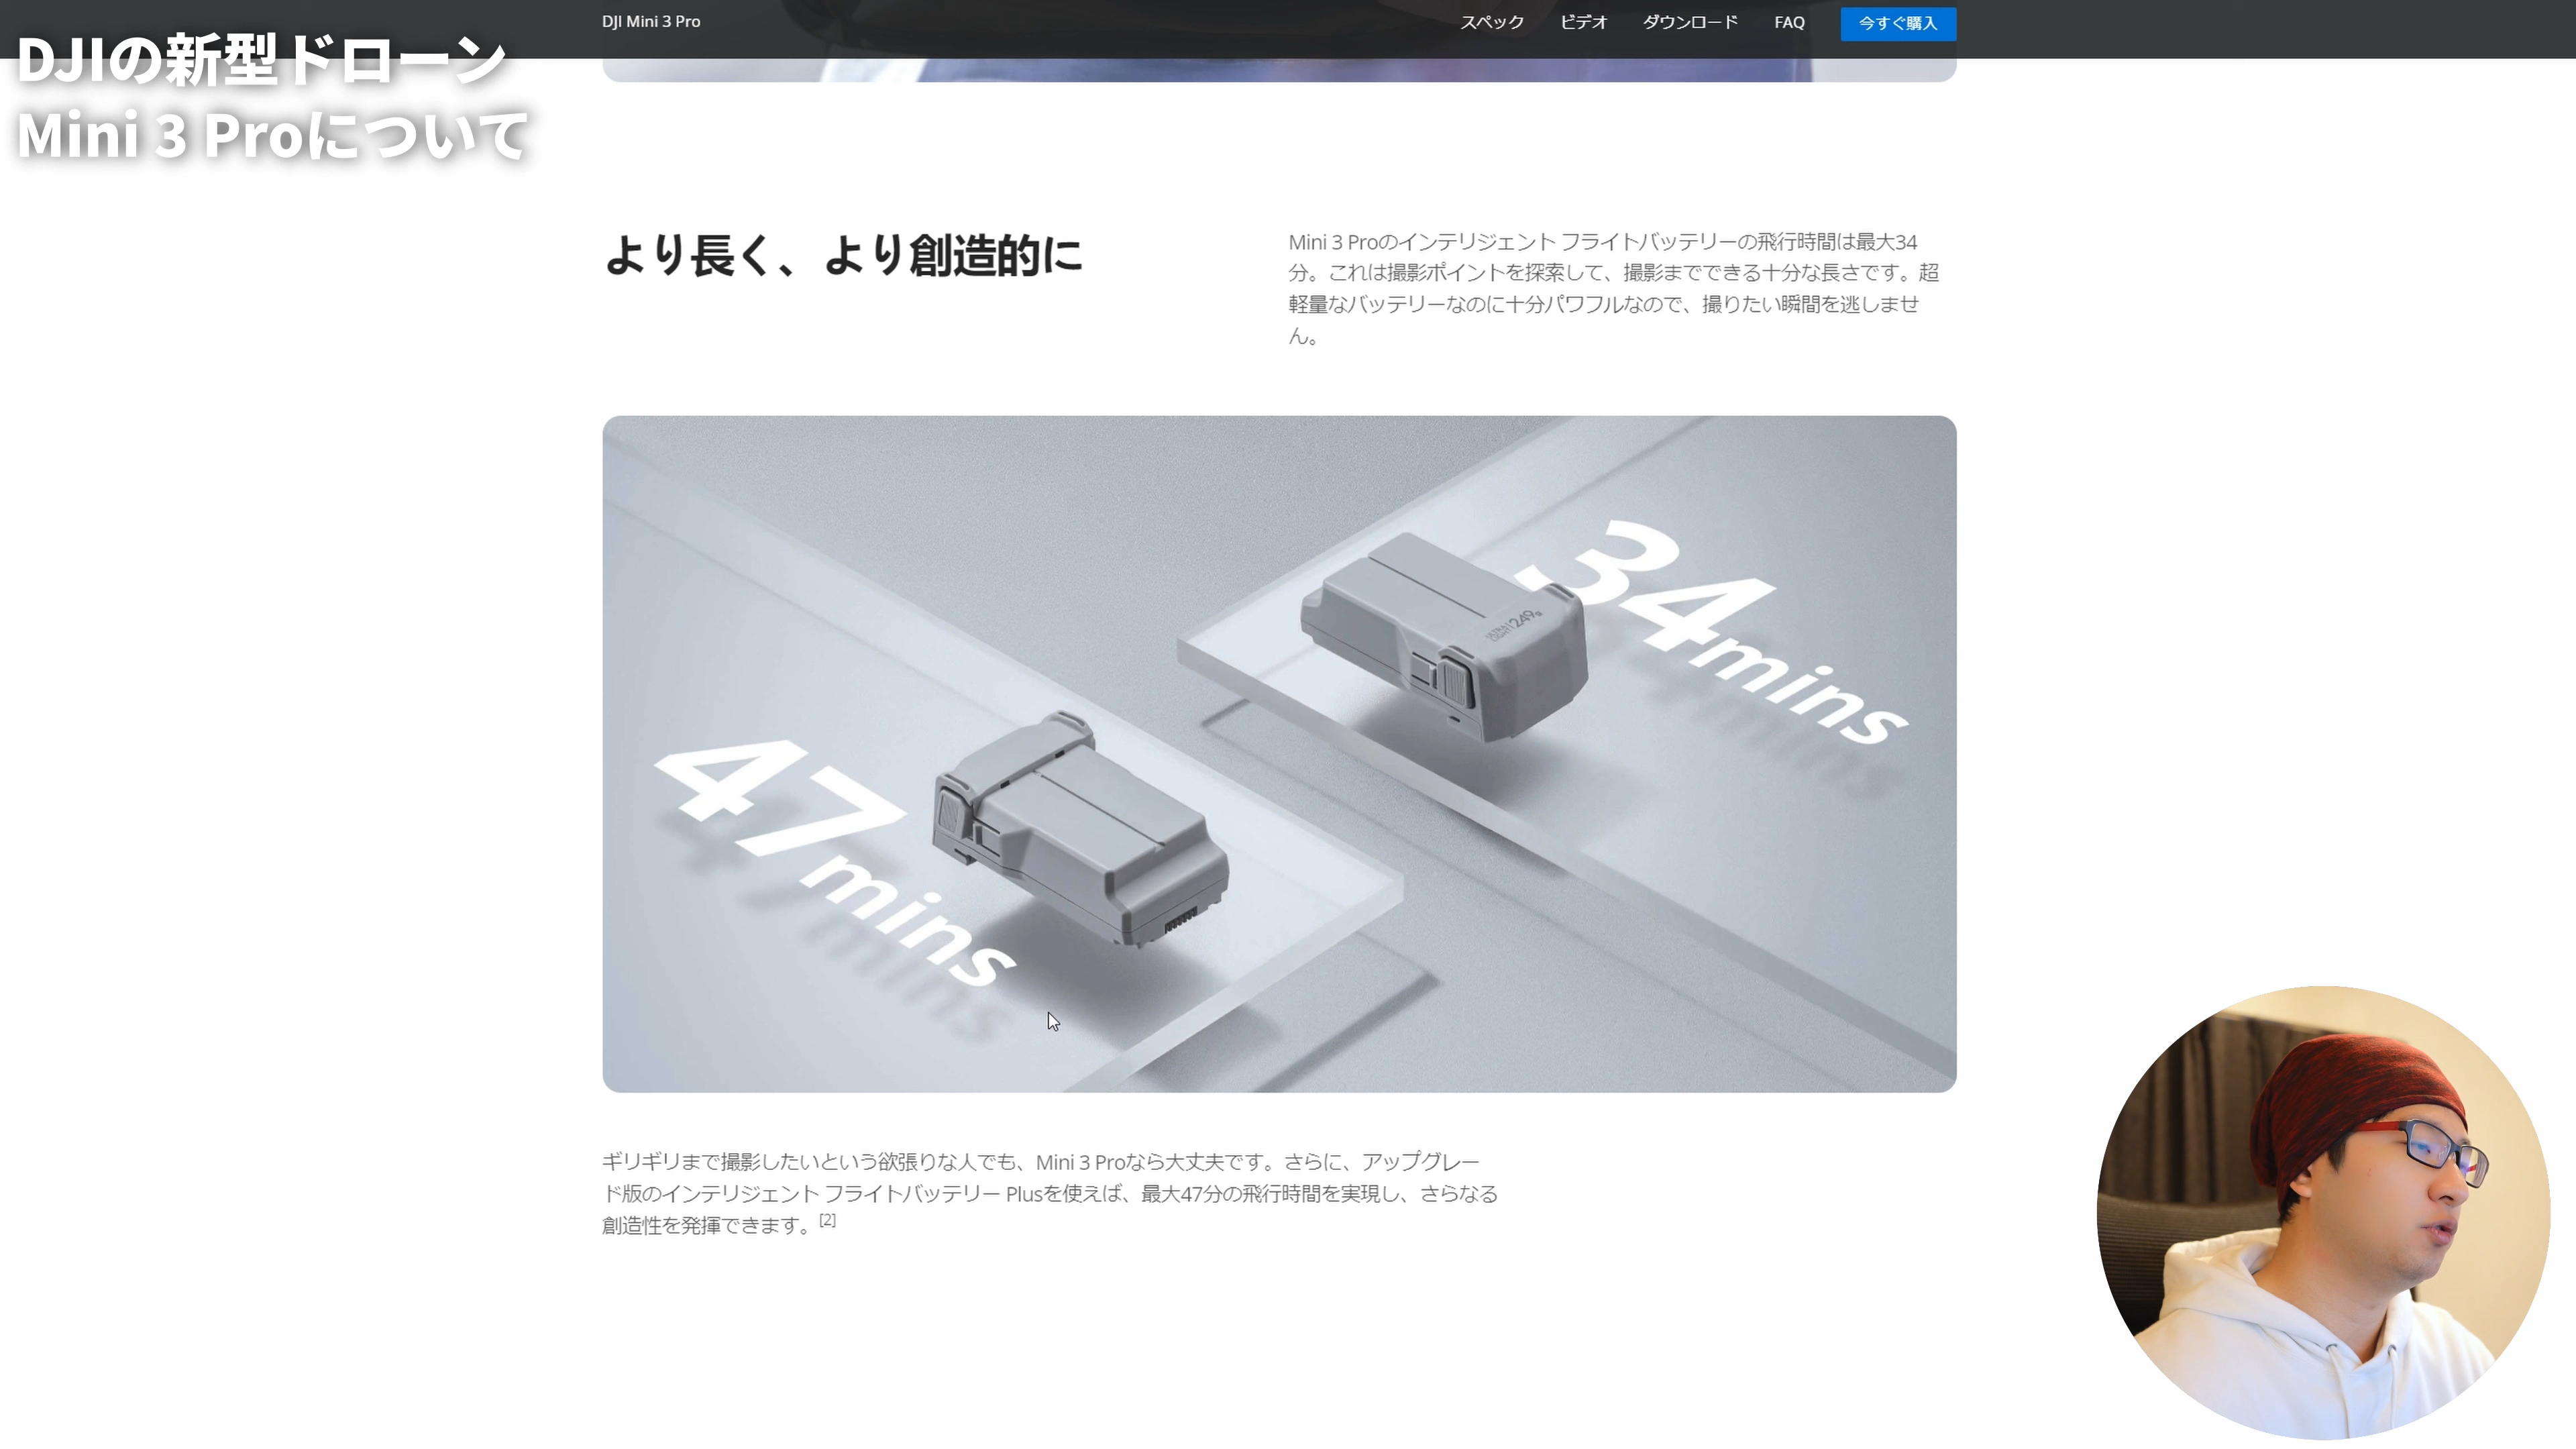 DJI Mini 3 Pro
スペック
ビデオ
ダウンロード
FAQ
今すぐ購入
DJIの新型ドローン
Mini 3 Proについて
より長く、より創造的に
Mini 3 Proのインテリジェント フライトバッテリーの飛行時間は最大34
分。これは撮影ポイントを探索して、撮影までできる十分な長さです。超
軽量なバッテリーなのに十分パワフルなので、撮りたい瞬間を逃しませ
ん。
34mins
ULTRA LIGHT 249g
47mins
ギリギリまで撮影したいという欲張りな人でも、Mini 3 Proなら大丈夫です。さらに、アップグレー
ド版のインテリジェント フライトバッテリー Plusを使えば、最大47分の飛行時間を実現し、さらなる
創造性を発揮できます。[2]